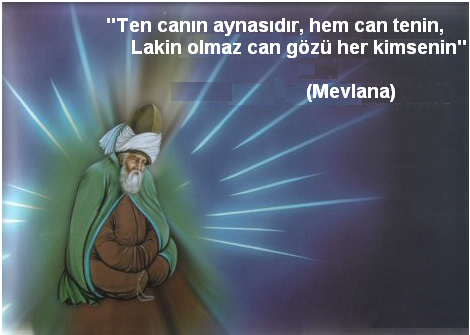 "Ten canın aynasıdır, hem can tenin,
Lakin olmaz can gözü her kimsenin"
(Mevlana)